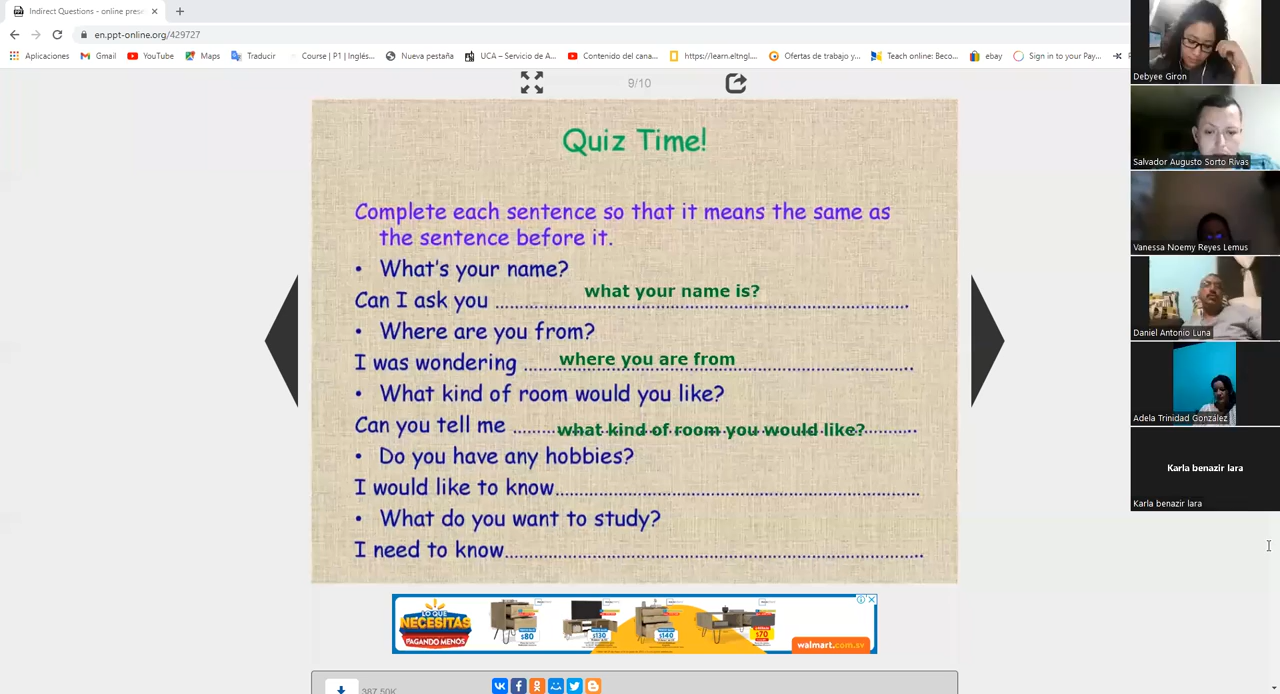 Indirect Questions - online prese
en.ppt-online.org/429727
Aplicaciones
Gmail
YouTube
Maps
Traducir
Course | P1 | Inglés...
Nueva pestaña
UCA – Servicio de A...
Contenido del cana...
https://learn.eltngl...
Ofertas de trabajo y...
Teach online: Beco...
ebay
Sign in to your Pay...
9/10
Quiz Time!
Complete each sentence so that it means the same as
the sentence before it.
• What's your name?
Can I ask you ........ what your name is?
• Where are you from?
I was wondering ........ where you are from
• What kind of room would you like?
Can you tell me ........ what kind of room you would like?
• Do you have any hobbies?
I would like to know........
• What do you want to study?
I need to know........
LO QUE
NECESITAS
PAGANDO MENOS
$80
$130
$140
$70
walmart.com.sv
387.50K
Debyee Giron
Salvador Augusto Sorto Rivas
Vanessa Noemy Reyes Lemus
Daniel Antonio Luna
Adela Trinidad González
Karla benazir lara
Karla benazir lara